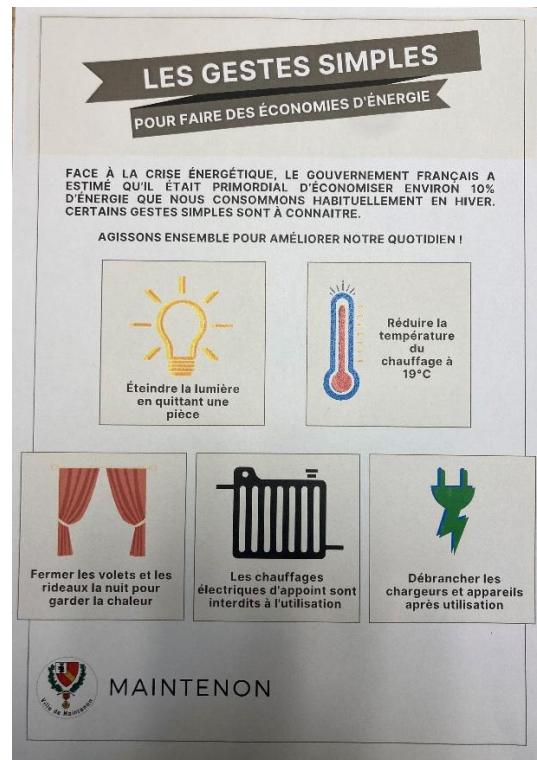 LES GESTES SIMPLES
POUR FAIRE DES ÉCONOMIES D'ÉNERGIE
FACE À LA CRISE ÉNERGÉTIQUE, LE GOUVERNEMENT FRANÇAIS A
ESTIMÉ QU'IL ÉTAIT PRIMORDIAL D'ÉCONOMISER ENVIRON 10%
D'ÉNERGIE QUE NOUS CONSOMMONS HABITUELLEMENT EN HIVER.
CERTAINS GESTES SIMPLES SONT À CONNAITRE.
AGISSONS ENSEMBLE POUR AMÉLIORER NOTRE QUOTIDIEN !
Éteindre la lumière
en quittant une
pièce
Réduire la
température
du
chauffage à
19°C
Fermer les volets et les
rideaux la nuit pour
garder la chaleur
Les chauffages
électriques d'appoint sont
interdits à l'utilisation
Débrancher les
chargeurs et appareils
après utilisation
Ville de Maintenon
MAINTENON